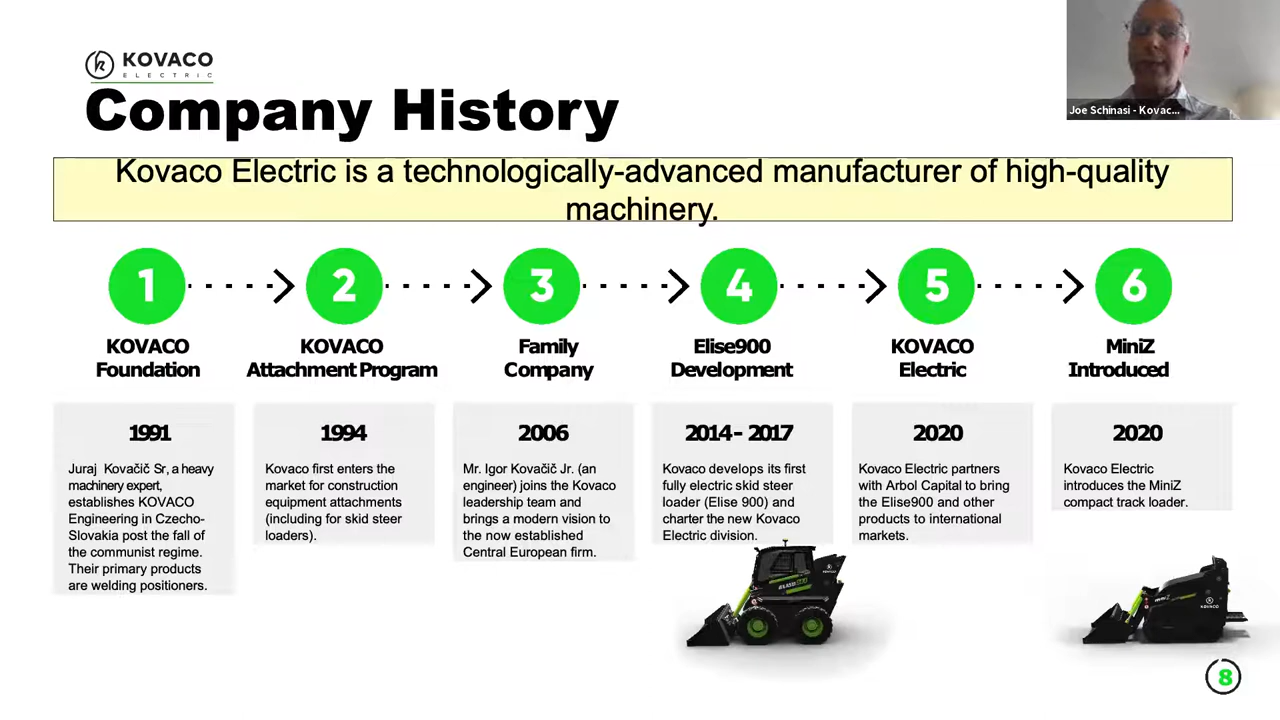 KOVACO
ELECTRIC
Company History
Joe Schinasi - Kovac...
Kovaco Electric is a technologically-advanced manufacturer of high-quality
machinery.
1
2
3
4
5
6
KOVACO
Foundation
KOVACO
Attachment Program
Family
Company
Elise900
Development
KOVACO
Electric
MiniZ
Introduced
1991
Juraj Kovačič Sr, a heavy
machinery expert,
establishes KOVACO
Engineering in Czecho-
Slovakia post the fall of
the communist regime.
Their primary products
are welding positioners.
1994
Kovaco first enters the
market for construction
equipment attachments
(including for skid steer
loaders).
2006
Mr. Igor Kovačič Jr. (an
engineer) joins the Kovaco
leadership team and
brings a modern vision to
the now established
Central European firm.
2014 - 2017
Kovaco develops its first
fully electric skid steer
loader (Elise 900) and
charter the new Kovaco
Electric division.
2020
Kovaco Electric partners
with Arbol Capital to bring
the Elise900 and other
products to international
markets.
2020
Kovaco Electric
introduces the MiniZ
compact track loader.
KOVACO
8